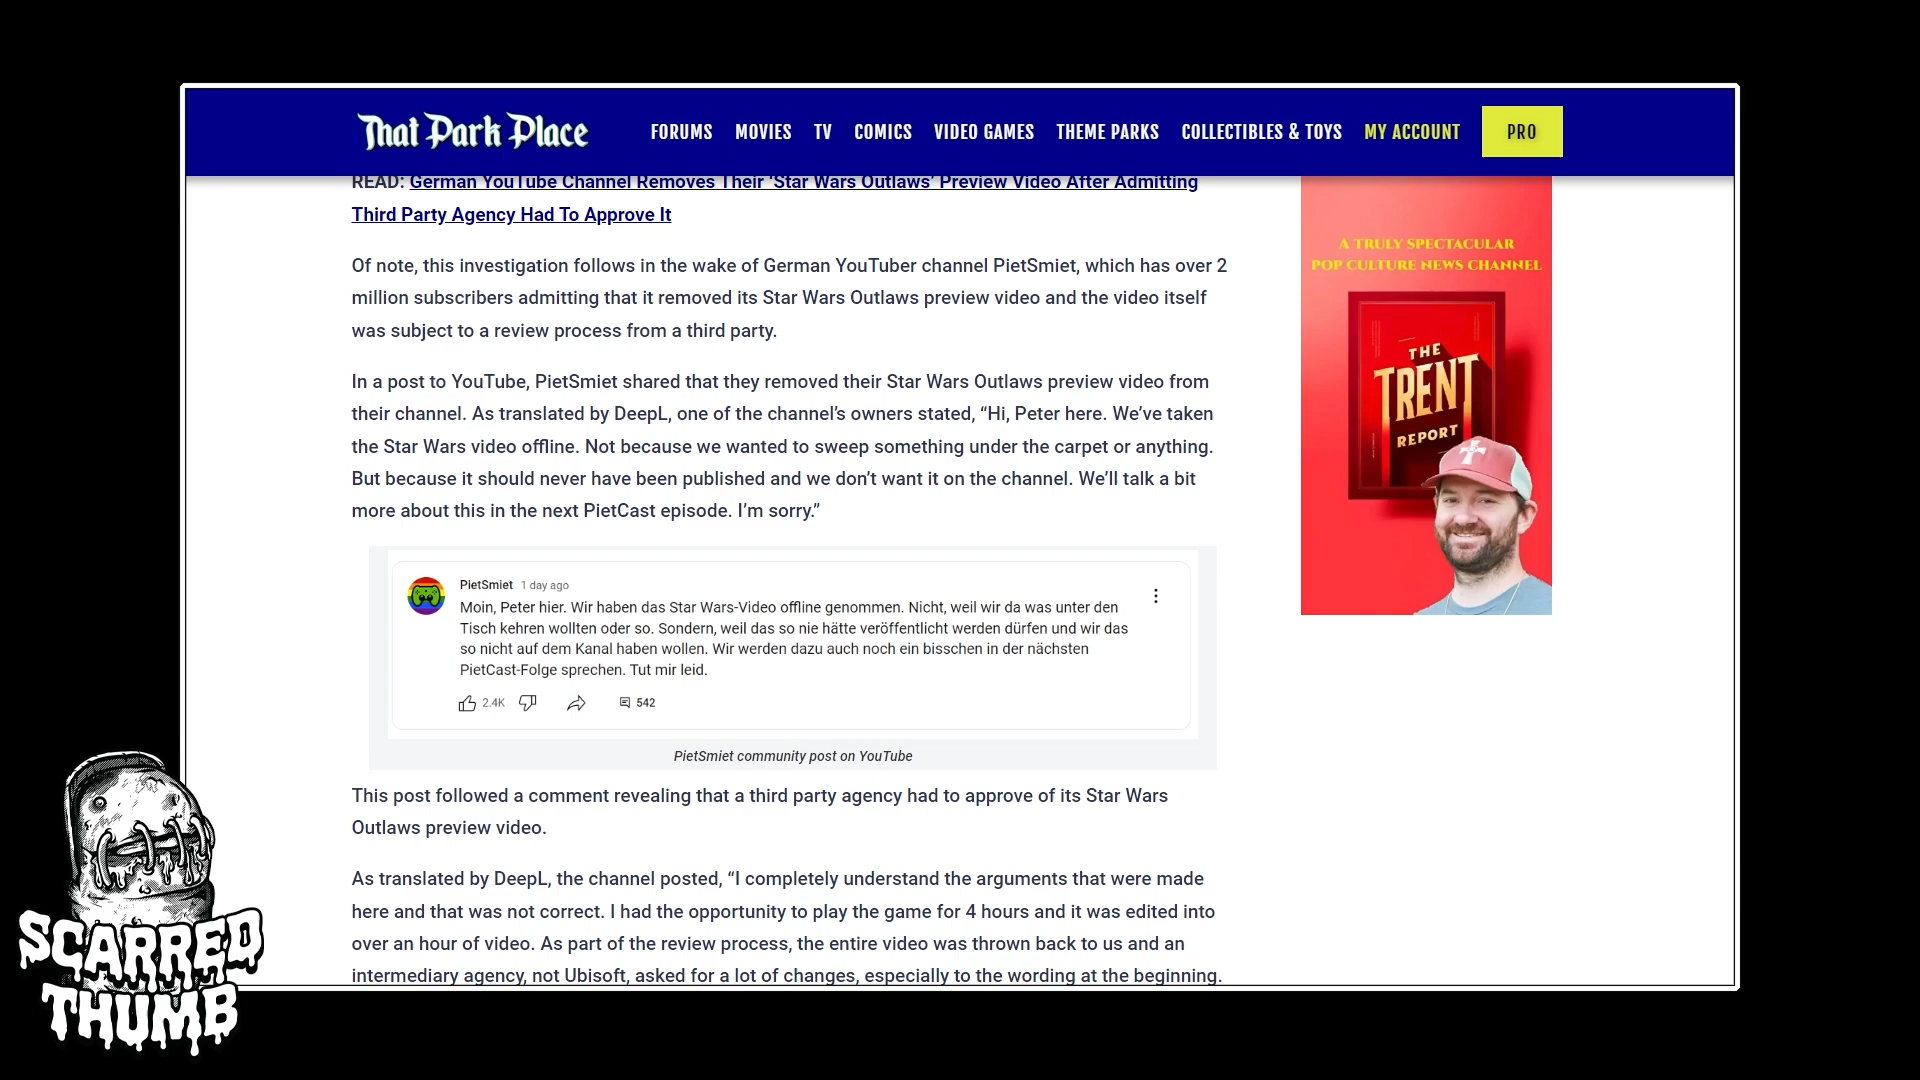 That Park Place
FORUMS MOVIES TV COMICS VIDEO GAMES THEME PARKS COLLECTIBLES & TOYS MY ACCOUNT PRO
READ: German YouTube Channel Removes Their ‘Star Wars Outlaws’ Preview Video After Admitting
Third Party Agency Had To Approve It
Of note, this investigation follows in the wake of German YouTuber channel PietSmiet, which has over 2
million subscribers admitting that it removed its Star Wars Outlaws preview video and the video itself
was subject to a review process from a third party.
In a post to YouTube, PietSmiet shared that they removed their Star Wars Outlaws preview video from
their channel. As translated by DeepL, one of the channel’s owners stated, “Hi, Peter here. We’ve taken
the Star Wars video offline. Not because we wanted to sweep something under the carpet or anything.
But because it should never have been published and we don’t want it on the channel. We’ll talk a bit
more about this in the next PietCast episode. I’m sorry.”
PietSmiet 1 day ago
Moin, Peter hier. Wir haben das Star Wars-Video offline genommen. Nicht, weil wir da was unter den
Tisch kehren wollten oder so. Sondern, weil das so nie hätte veröffentlicht werden dürfen und wir das
so nicht auf dem Kanal haben wollen. Wir werden dazu auch noch ein bisschen in der nächsten
PietCast-Folge sprechen. Tut mir leid.
2.4K 542
PietSmiet community post on YouTube
This post followed a comment revealing that a third party agency had to approve of its Star Wars
Outlaws preview video.
As translated by DeepL, the channel posted, “I completely understand the arguments that were made
here and that was not correct. I had the opportunity to play the game for 4 hours and it was edited into
over an hour of video. As part of the review process, the entire video was thrown back to us and an
intermediary agency, not Ubisoft, asked for a lot of changes, especially to the wording at the beginning.
A TRULY SPECTACULAR
POP CULTURE NEWS CHANNEL
THE
TRENT
REPORT
SCARRED
THUMB